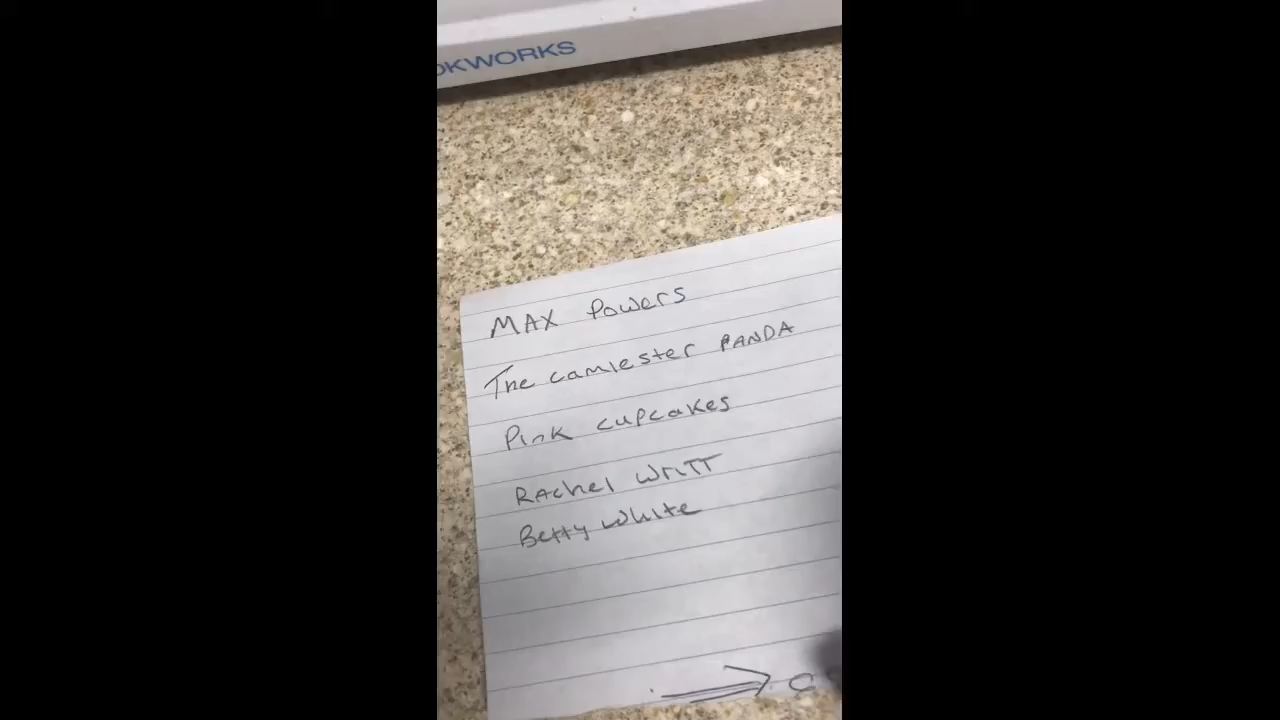 OKWORKS
MAX Powers
The camlester PANDA
Pink cupcakes
RAchel WriTT
Betty White